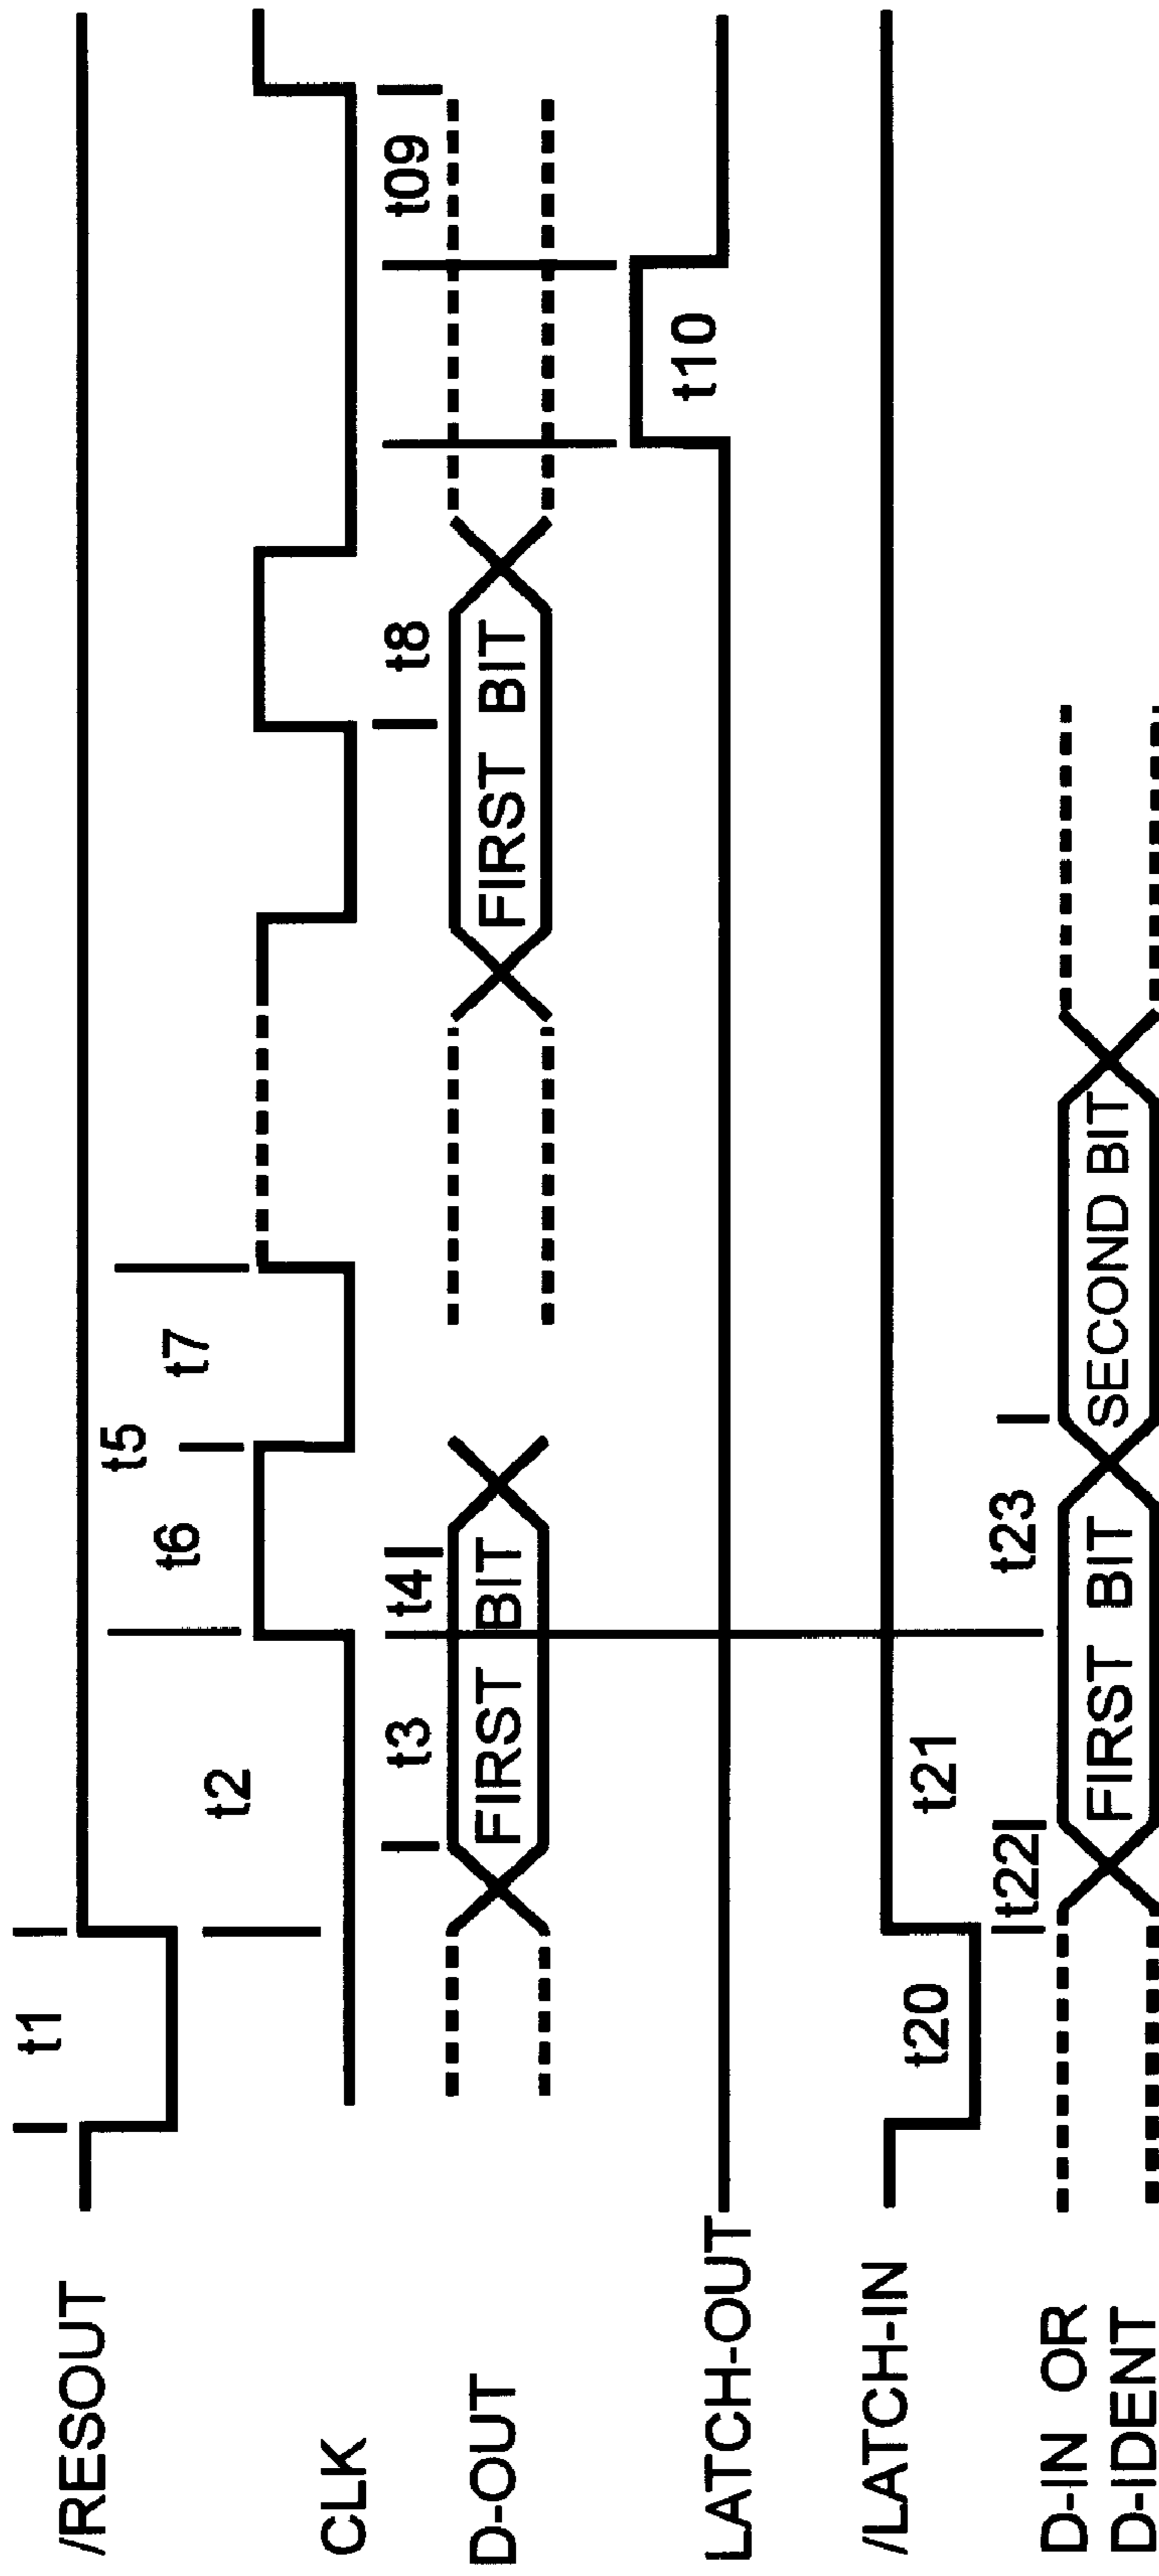 /RESOUT
t1
t2
t5
t6
t7
CLK
D-OUT
t3
t4
t8
t09
FIRST BIT
FIRST BIT
LATCH-OUT
t10
/LATCH-IN
t20
t21
D-IN OR
D-IDENT
t22
t23
FIRST BIT
SECOND BIT